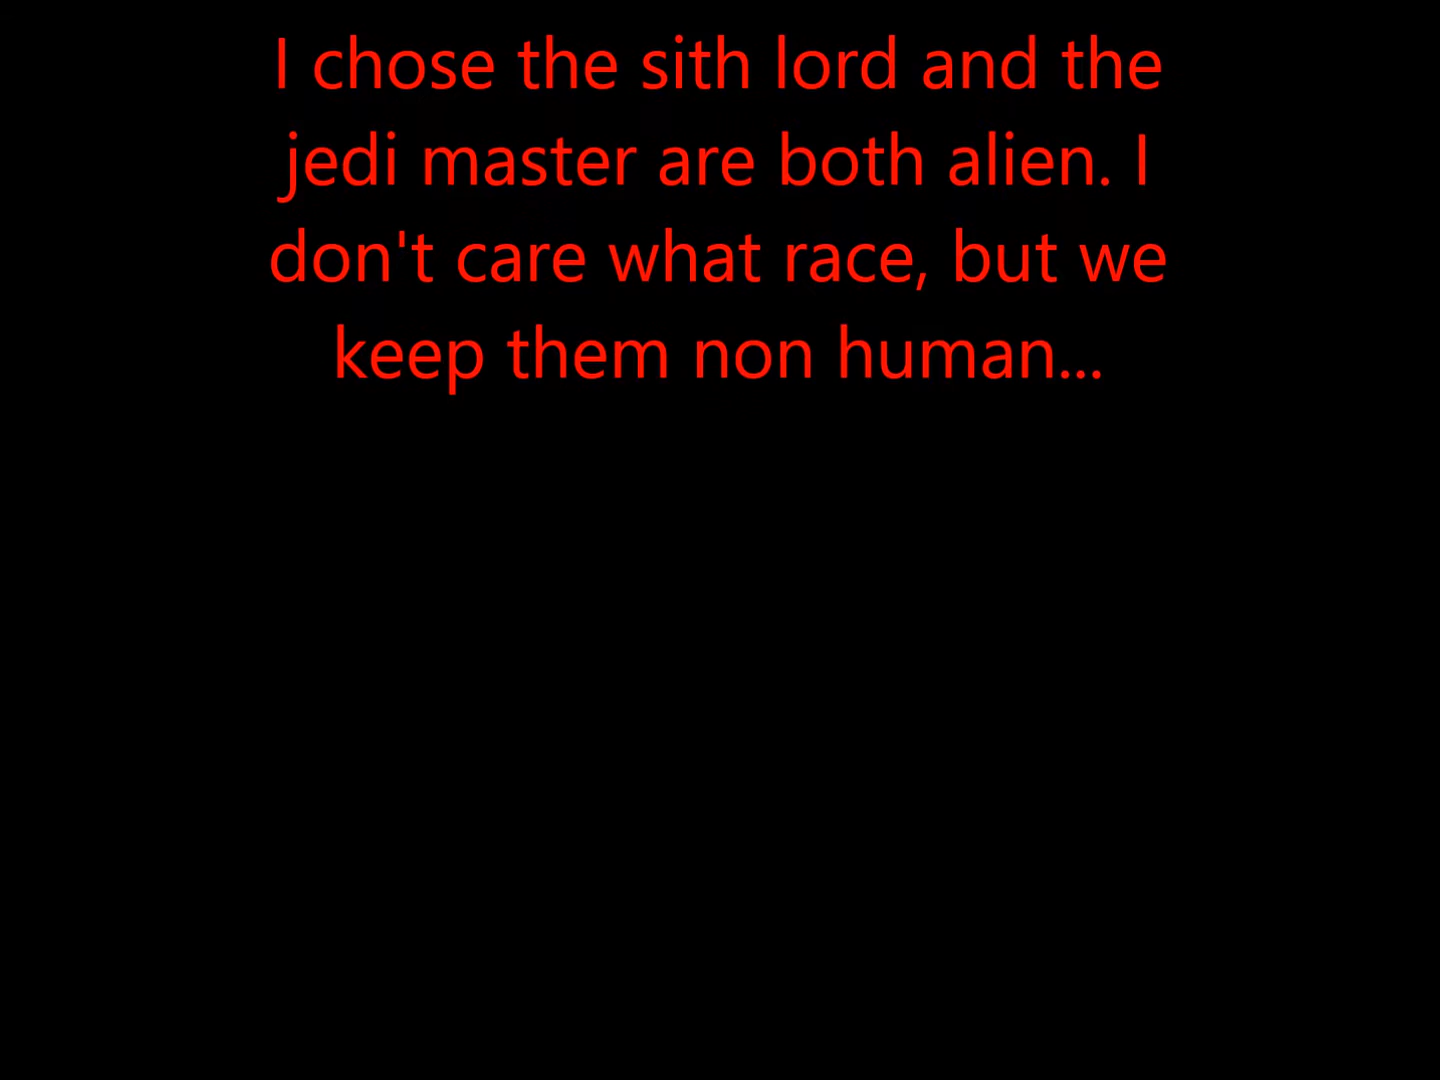 I chose the sith lord and the
jedi master are both alien. I
don't care what race, but we
keep them non human...